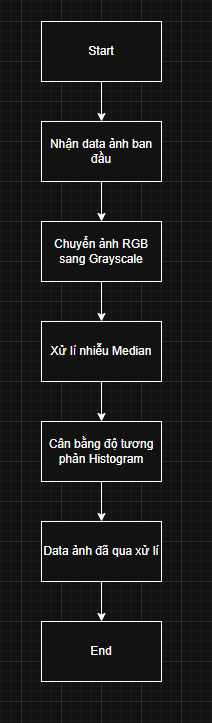 Start
Nhận data ảnh ban
đầu
Chuyển ảnh RGB
sang Grayscale
Xử lí nhiễu Median
Cân bằng độ tương
phản Histogram
Data ảnh đã qua xử lí
End